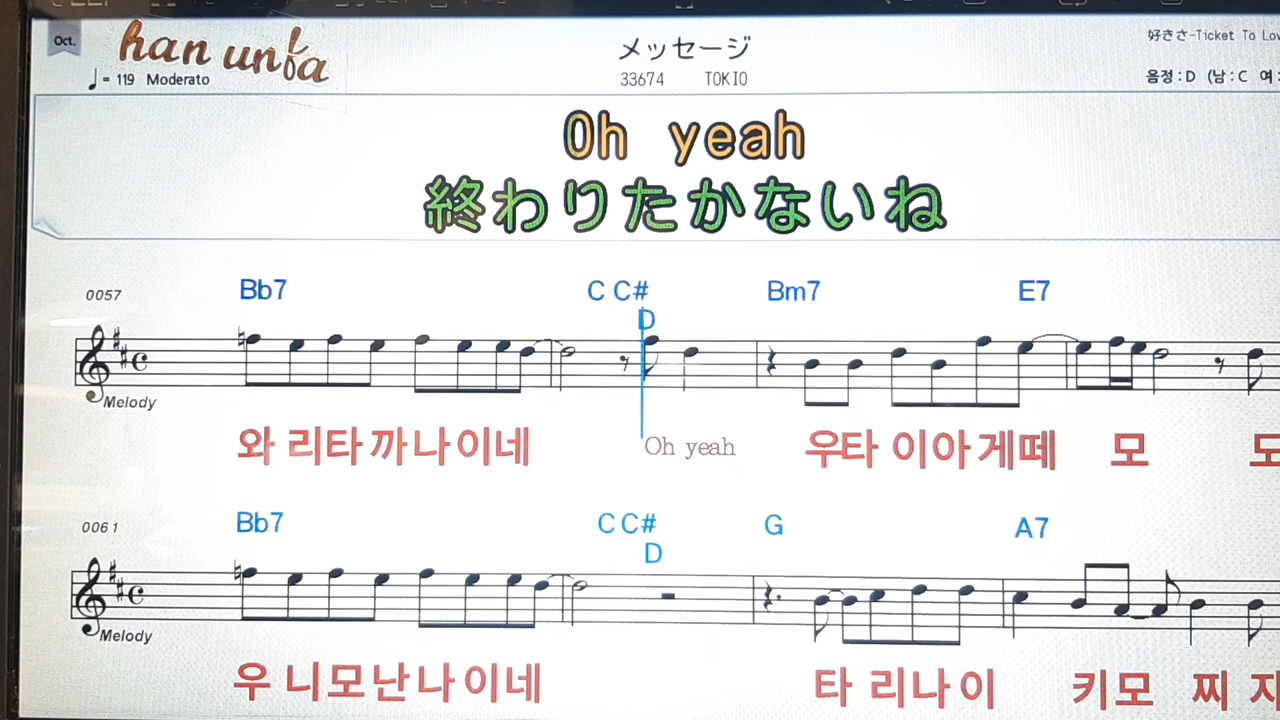 Oct.
han unfa
メッセージ
好きさ-Ticket To Lov
= 119 Moderato
33674 TOKIO
음정 : D (남 : C 여 :
Oh yeah
終わりたかないね
0057
Bb7 C C# Bm7 E7
D
Melody
와 리타 까나이네 Oh yeah 우타 이아게떼 모 도
0061
Bb7 C C# G A7
D
Melody
우 니모난나이네 타 리나이 키모 찌 지